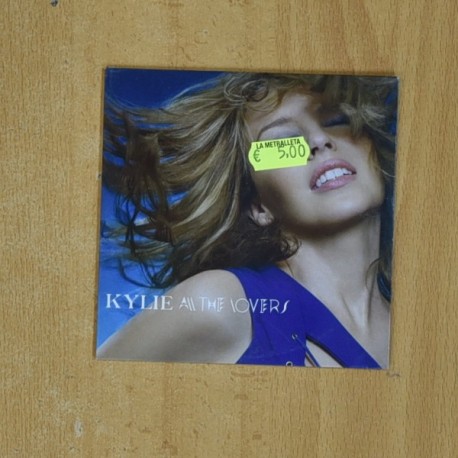 LA METRALLETA
€ 5,00
KYLIE All THE lOVERS